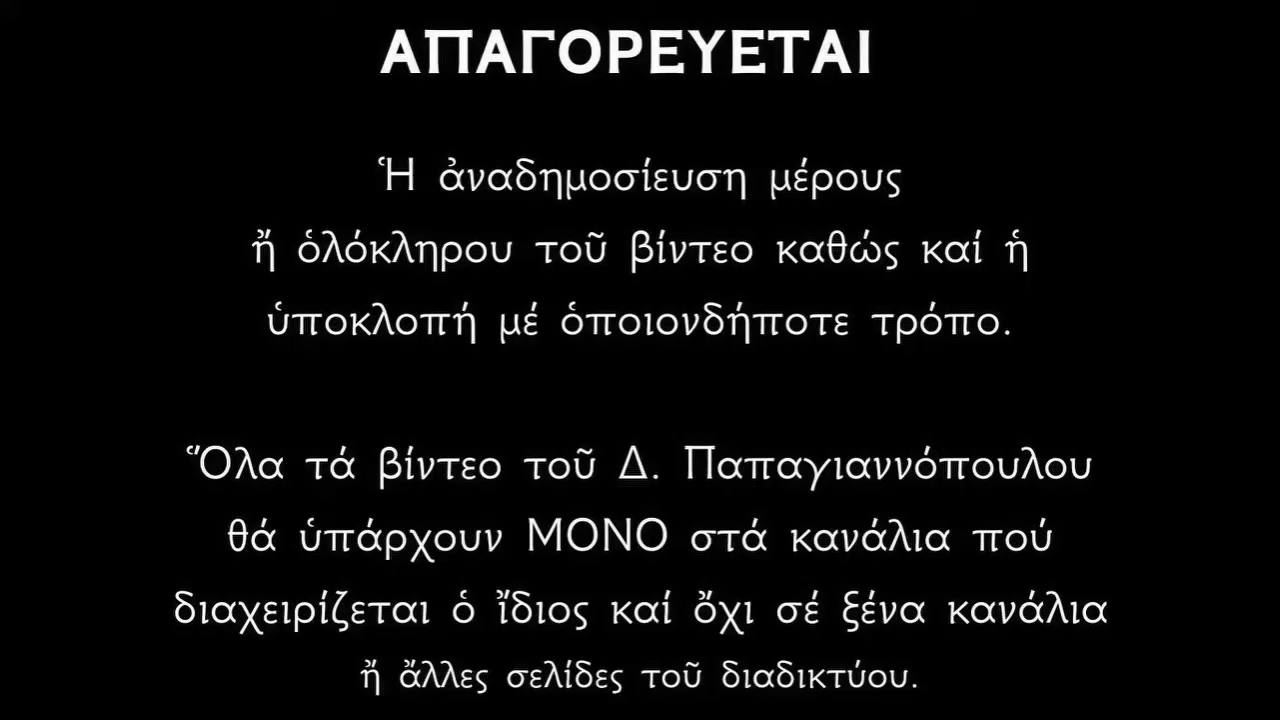 ΑΠΑΓΟΡΕΥΕΤΑΙ
Ἡ ἀναδημοσίευση μέρους
ἤ ὁλόκληρου τοῦ βίντεο καθώς καί ἡ
ὑποκλοπή μέ ὁποιονδήποτε τρόπο.
Ὅλα τά βίντεο τοῦ Δ. Παπαγιαννόπουλου
θά ὑπάρχουν ΜΟΝΟ στά κανάλια πού
διαχειρίζεται ὁ ἴδιος καί ὄχι σέ ξένα κανάλια
ἤ ἄλλες σελίδες τοῦ διαδικτύου.